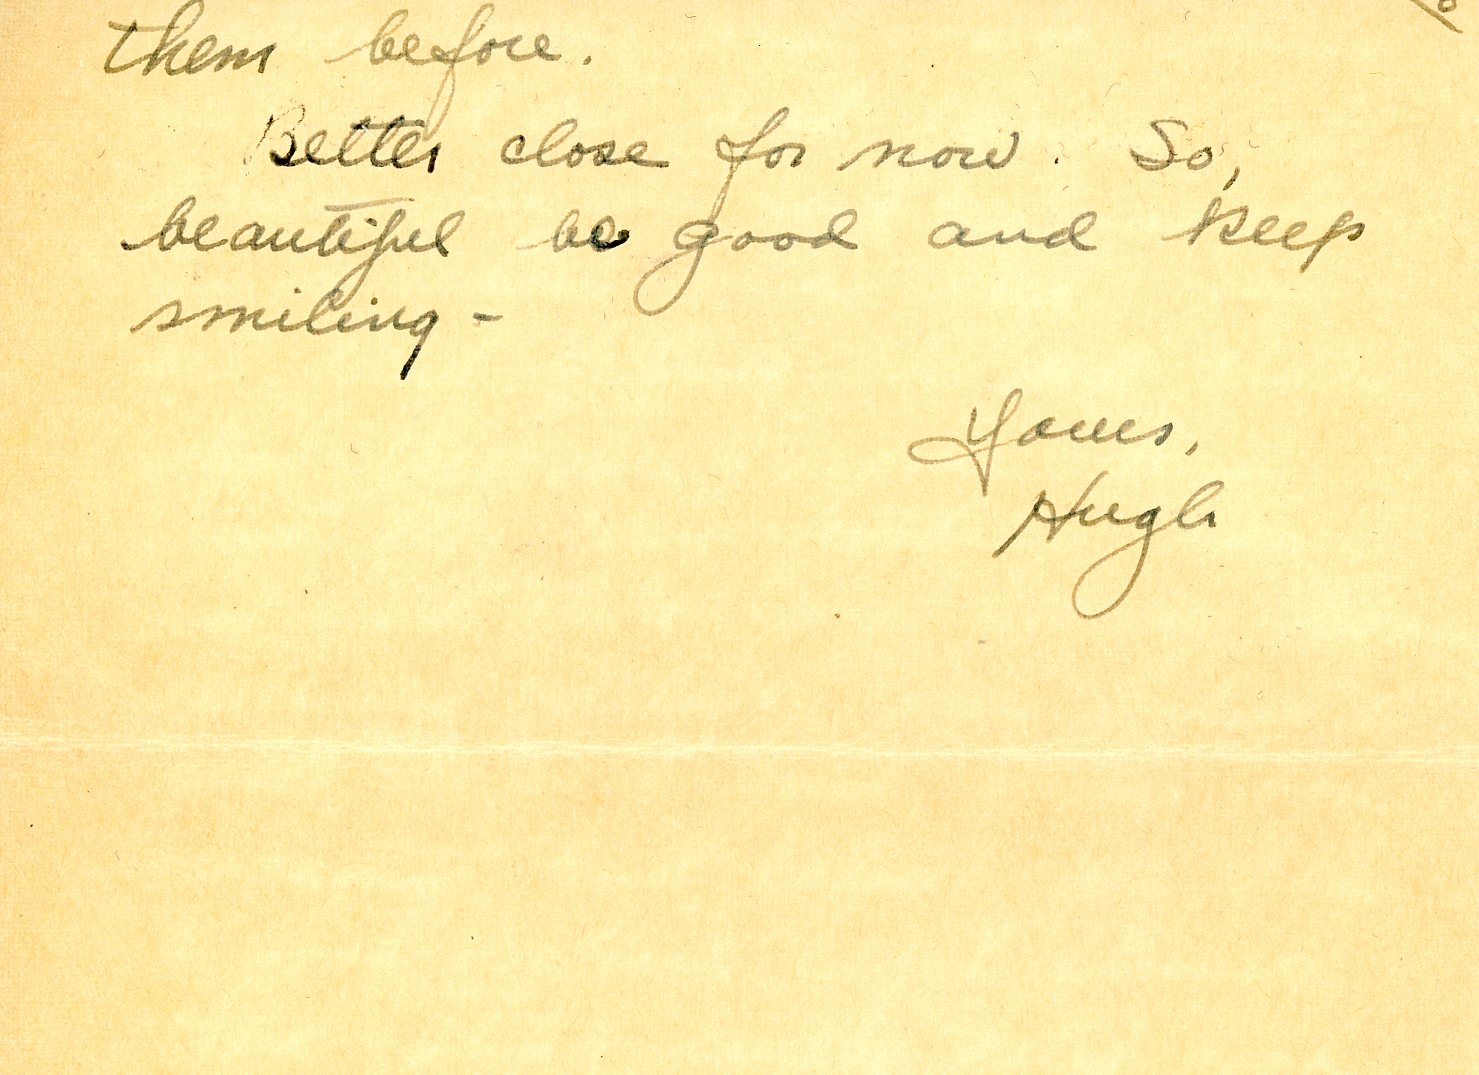 them before.
Better close for now. So,
beautiful be good and keep
smiling -
Yours,
Hugh